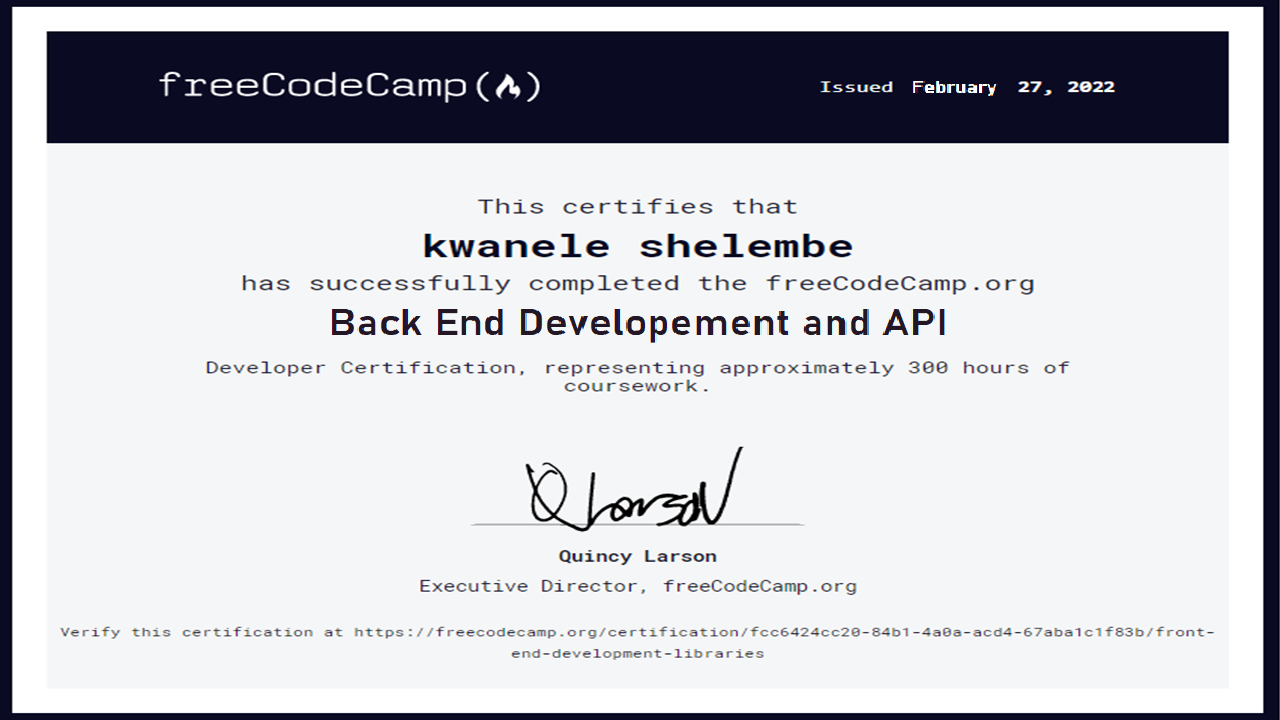 freeCodeCamp()
Issued February 27, 2022
This certifies that
kwanele shelembe
has successfully completed the freeCodeCamp.org
Back End Developement and API
Developer Certification, representing approximately 300 hours of
coursework.
Q Larson
Quincy Larson
Executive Director, freeCodeCamp.org
Verify this certification at https://freecodecamp.org/certification/fcc6424cc20-84b1-4a0a-acd4-67aba1c1f83b/front-
end-development-libraries